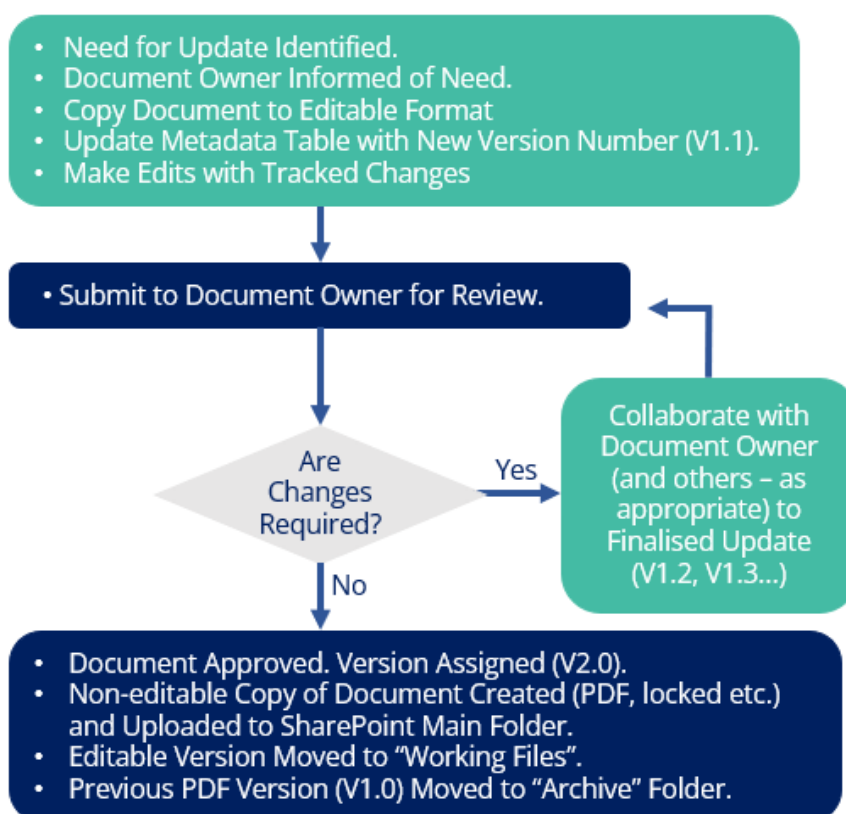 • Need for Update Identified.
• Document Owner Informed of Need.
• Copy Document to Editable Format
• Update Metadata Table with New Version Number (V1.1).
• Make Edits with Tracked Changes
• Submit to Document Owner for Review.
Are
Changes
Required?
Yes
Collaborate with
Document Owner
(and others – as
appropriate) to
Finalised Update
(V1.2, V1.3...)
No
• Document Approved. Version Assigned (V2.0).
• Non-editable Copy of Document Created (PDF, locked etc.)
and Uploaded to SharePoint Main Folder.
• Editable Version Moved to “Working Files”.
• Previous PDF Version (V1.0) Moved to “Archive” Folder.